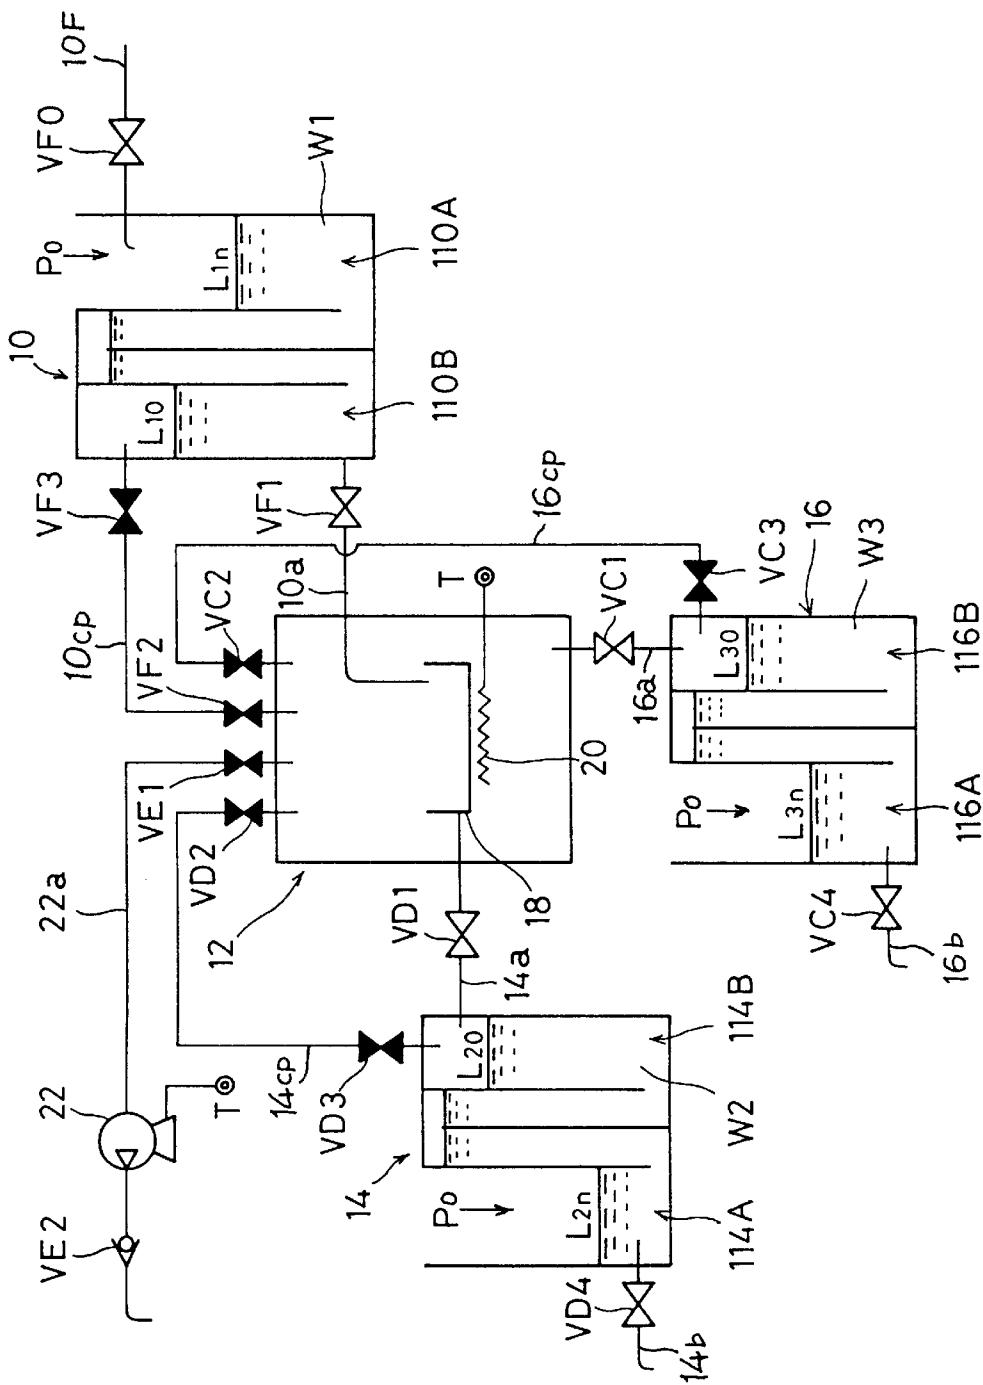 10F
VF0
P0
10
L1n
W1
110A
L10
110B
VF3
VF1
10cp
10a
VC2
VF2
VE1
VD2
22a
22
T
VE2
12
18
20
T
16cp
VC1
16a
VC3
16
W3
L30
116B
P0
L3n
116A
VC4
16b
VD1
14a
14cp
VD3
14
P0
L20
114B
W2
L2n
114A
VD4
14b